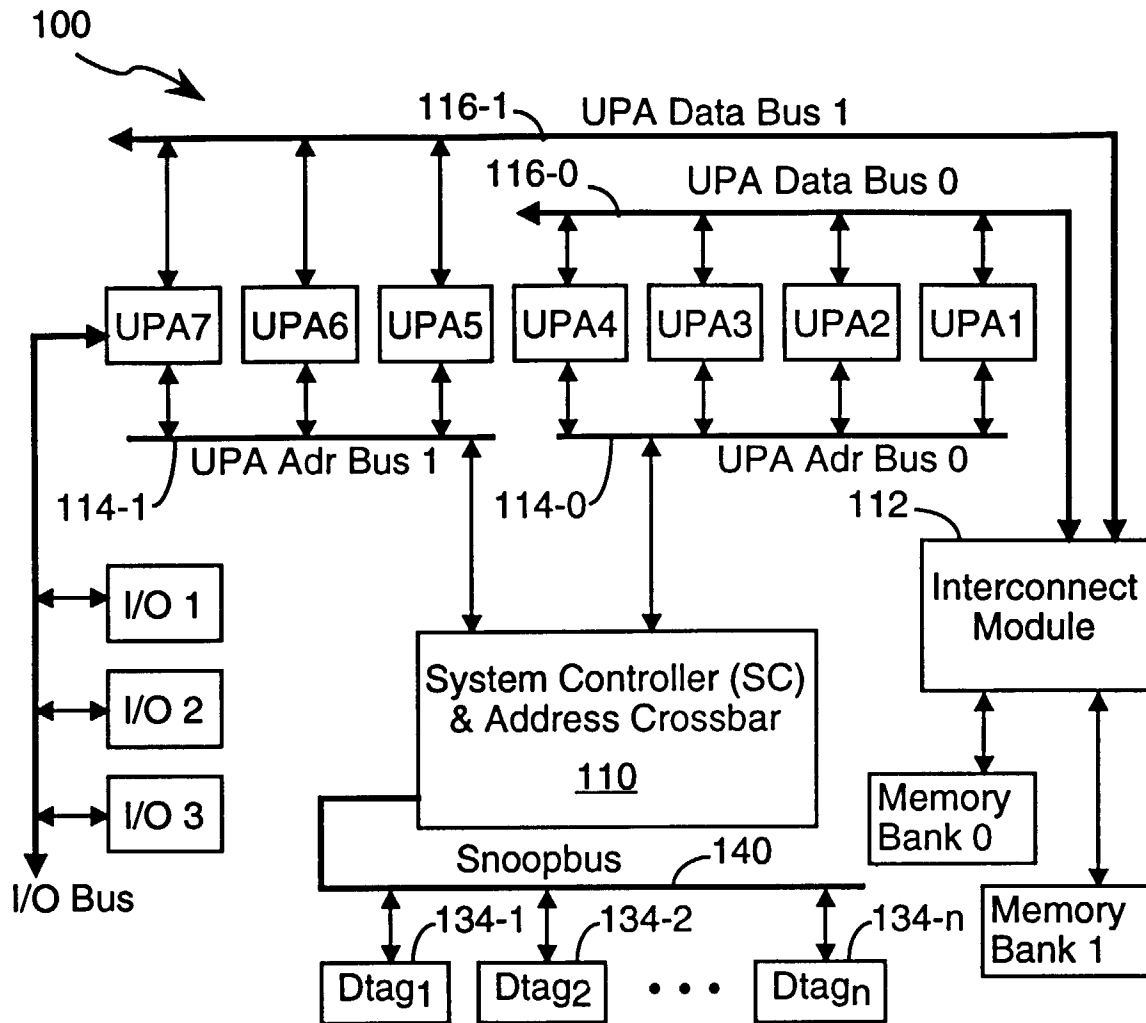 100
116-1
UPA Data Bus 1
116-0
UPA Data Bus 0
UPA7
UPA6
UPA5
UPA4
UPA3
UPA2
UPA1
UPA Adr Bus 1
UPA Adr Bus 0
114-1
114-0
112
I/O 1
I/O 2
I/O 3
I/O Bus
System Controller (SC)
& Address Crossbar
110
Interconnect
Module
Memory
Bank 0
Memory
Bank 1
Snoopbus
140
134-1
134-2
134-n
Dtag1
Dtag2
• • •
Dtagn